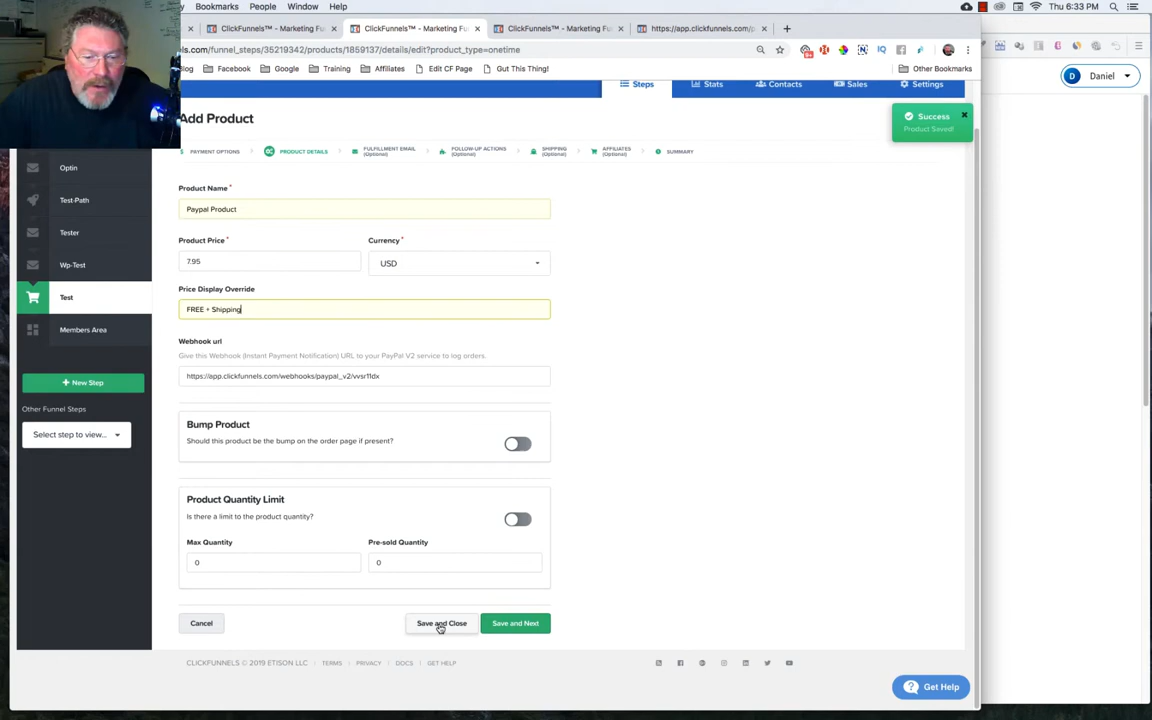 People Window Help
Thu 6:33 PM
ClickFunnels™ - Marketing Fu
ClickFunnels™ - Marketing Fu
ClickFunnels™ - Marketing Fu
https://app.clickfunnels.com/
els.com/funnel_steps/35219342/products/1859137/details/edit?product_type=onetime
Facebook
Google
Training
Affiliates
Edit CF Page
Gut This Thing!
Other Bookmarks
D Daniel
Steps
Stats
Contacts
Sales
Settings
Success
Product Saved!
Add Product
PAYMENT OPTIONS
PRODUCT DETAILS
FULFILLMENT EMAIL
(Optional)
FOLLOW-UP ACTIONS
(Optional)
SHIPPING
(Optional)
AFFILIATES
(Optional)
SUMMARY
Optin
Test-Path
Tester
Wp-Test
Test
Members Area
+ New Step
Other Funnel Steps
Select step to view...
Product Name *
Paypal Product
Product Price *
Currency *
7.95
USD
Price Display Override
FREE + Shipping
Webhook url
Give this Webhook (Instant Payment Notification) URL to your PayPal V2 service to log orders.
https://app.clickfunnels.com/webhooks/paypal_v2/vvsr11dx
Bump Product
Should this product be the bump on the order page if present?
Product Quantity Limit
Is there a limit to the product quantity?
Max Quantity
Pre-sold Quantity
0
0
Cancel
Save and Close
Save and Next
CLICKFUNNELS © 2019 ETISON LLC
TERMS
PRIVACY
DOCS
GET HELP
Get Help